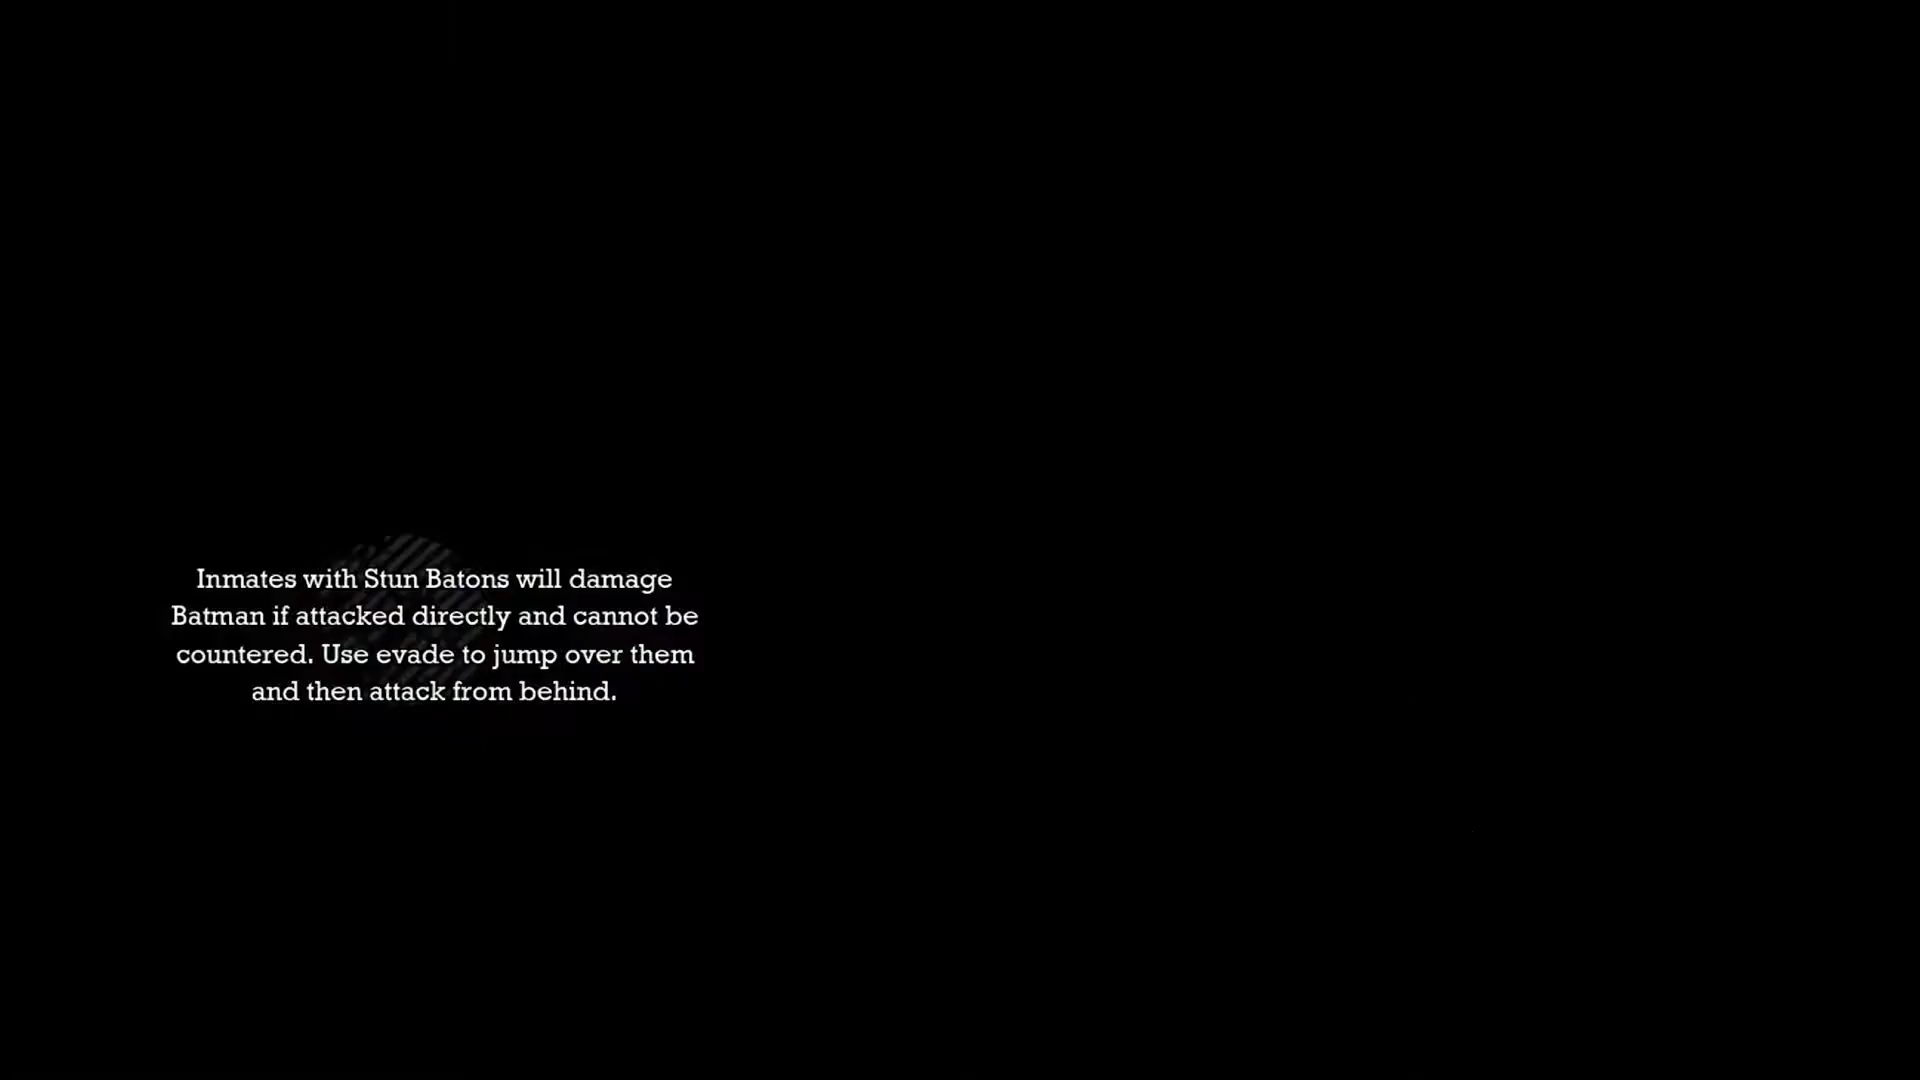 Inmates with Stun Batons will damage
Batman if attacked directly and cannot be
countered. Use evade to jump over them
and then attack from behind.